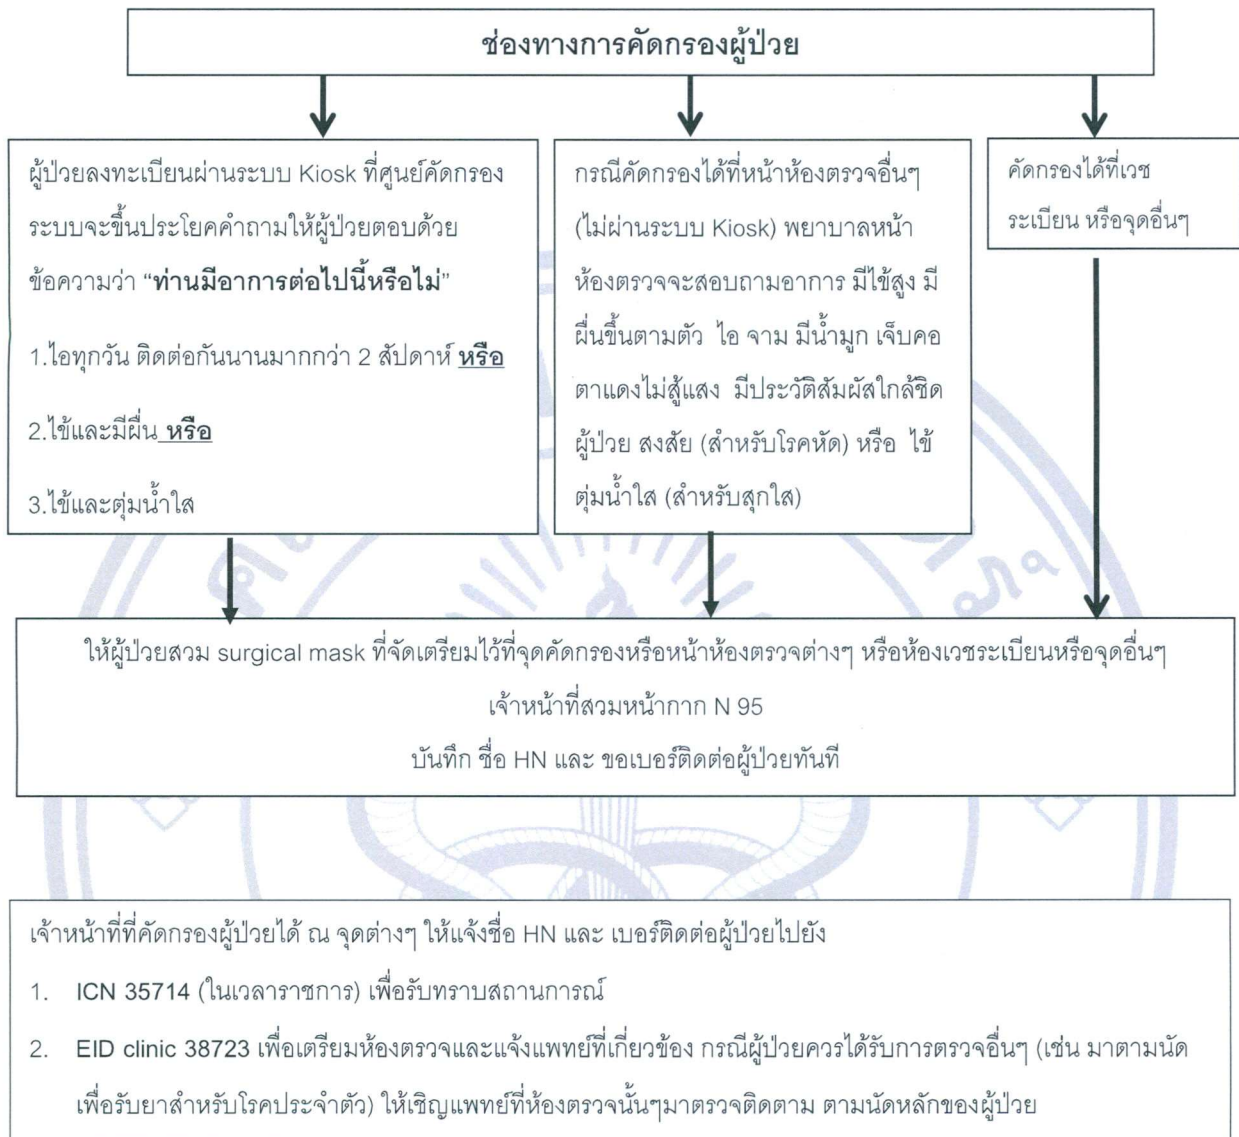 ช่องทางการคัดกรองผู้ป่วย
ผู้ป่วยลงทะเบียนผ่านระบบ Kiosk ที่ศูนย์คัดกรอง
ระบบจะขึ้นประโยคคำถามให้ผู้ป่วยตอบด้วย
ข้อความว่า “ท่านมีอาการต่อไปนี้หรือไม่”
1.ไอทุกวัน ติดต่อกันนานมากกว่า 2 สัปดาห์ หรือ
2.ไข้และมีผื่น หรือ
3.ไข้และตุ่มน้ำใส
กรณีคัดกรองได้ที่หน้าห้องตรวจอื่นๆ
(ไม่ผ่านระบบ Kiosk) พยาบาลหน้า
ห้องตรวจจะสอบถามอาการ มีไข้สูง มี
ผื่นขึ้นตามตัว ไอ จาม มีน้ำมูก เจ็บคอ
ตาแดงไม่สู้แสง มีประวัติสัมผัสใกล้ชิด
ผู้ป่วย สงสัย (สำหรับโรคหัด) หรือ ไข้
ตุ่มน้ำใส (สำหรับสุกใส)
คัดกรองได้ที่เวช
ระเบียน หรือจุดอื่นๆ
ให้ผู้ป่วยสวม surgical mask ที่จัดเตรียมไว้ที่จุดคัดกรองหรือหน้าห้องตรวจต่างๆ หรือห้องเวชระเบียนหรือจุดอื่นๆ
เจ้าหน้าที่สวมหน้ากาก N 95
บันทึก ชื่อ HN และ ขอเบอร์ติดต่อผู้ป่วยทันที
เจ้าหน้าที่ที่คัดกรองผู้ป่วยได้ ณ จุดต่างๆ ให้แจ้งชื่อ HN และ เบอร์ติดต่อผู้ป่วยไปยัง
1. ICN 35714 (ในเวลาราชการ) เพื่อรับทราบสถานการณ์
2. EID clinic 38723 เพื่อเตรียมห้องตรวจและแจ้งแพทย์ที่เกี่ยวข้อง กรณีผู้ป่วยควรได้รับการตรวจอื่นๆ (เช่น มาตามนัด
เพื่อรับยาสำหรับโรคประจำตัว) ให้เชิญแพทย์ที่ห้องตรวจนั้นๆมาตรวจติดตาม ตามนัดหลักของผู้ป่วย